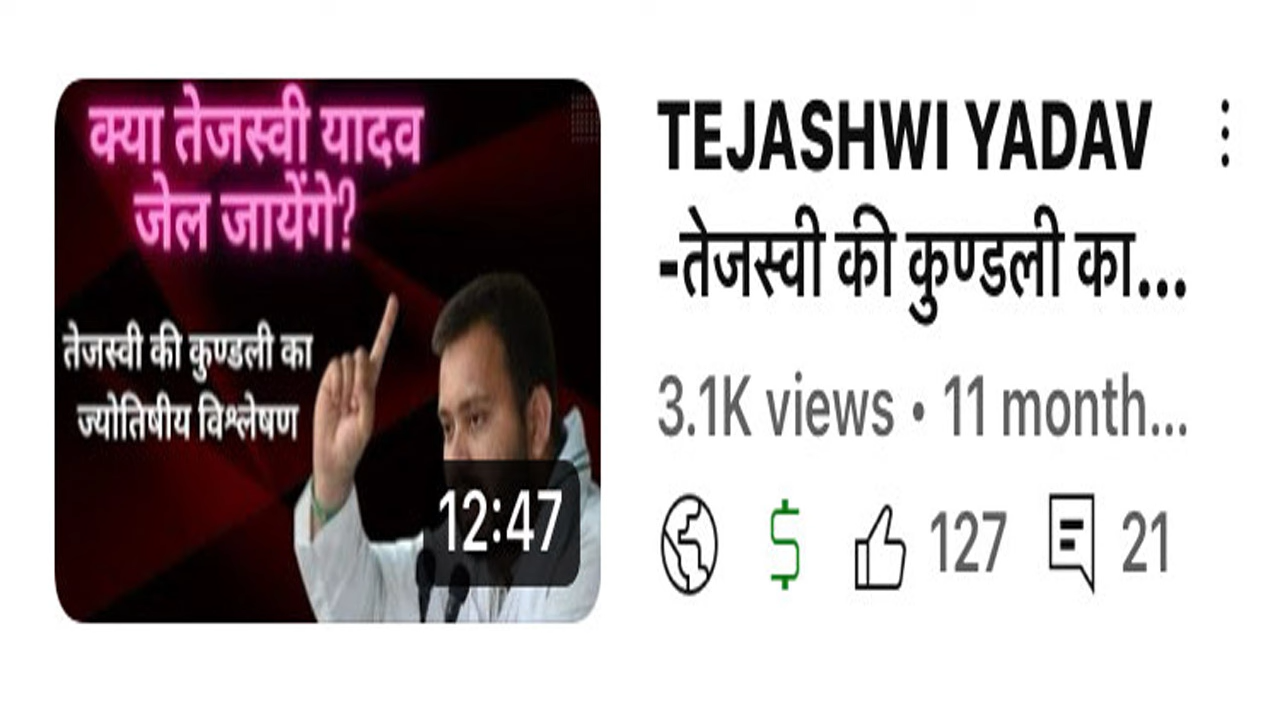 क्या तेजस्वी यादव
जेल जायेंगे?
तेजस्वी की कुण्डली का
ज्योतिषीय विश्लेषण
12:47
TEJASHWI YADAV
-तेजस्वी की कुण्डली का...
3.1K views • 11 month...
127 21